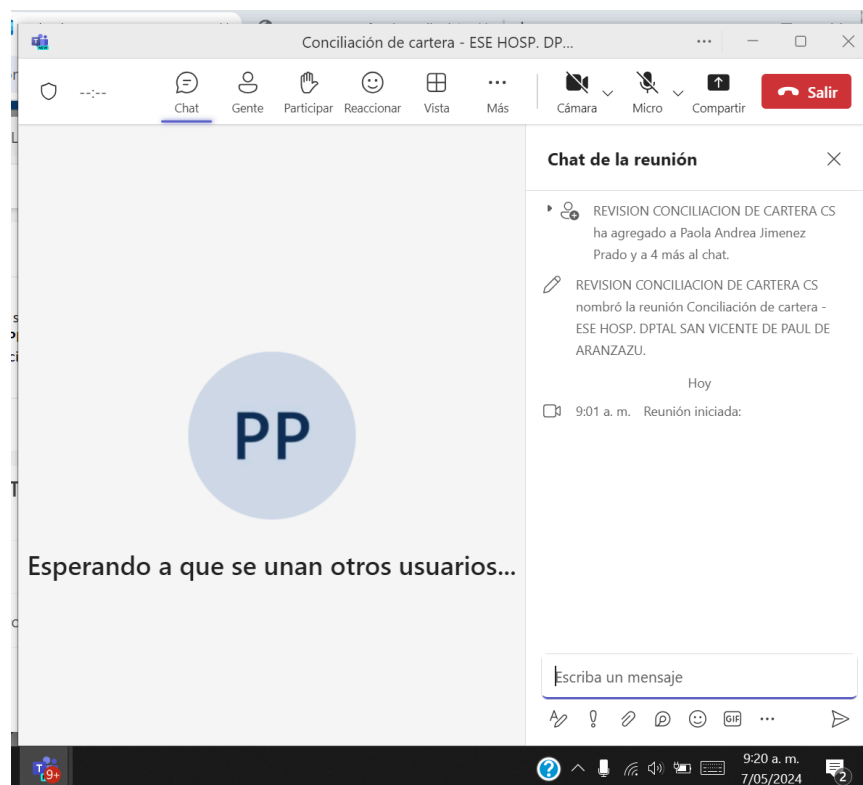 Conciliación de cartera - ESE HOSP. DP...
--:--
Chat
Gente
Participar
Reaccionar
Vista
Más
Cámara
Micro
Compartir
Salir
PP
Esperando a que se unan otros usuarios...
Chat de la reunión
REVISION CONCILIACION DE CARTERA CS
ha agregado a Paola Andrea Jimenez
Prado y a 4 más al chat.
REVISION CONCILIACION DE CARTERA CS
nombró la reunión Conciliación de cartera -
ESE HOSP. DPTAL SAN VICENTE DE PAUL DE
ARANZAZU.
Hoy
9:01 a. m. Reunión iniciada:
Escriba un mensaje
GIF
T 9+
9:20 a. m.
7/05/2024
2